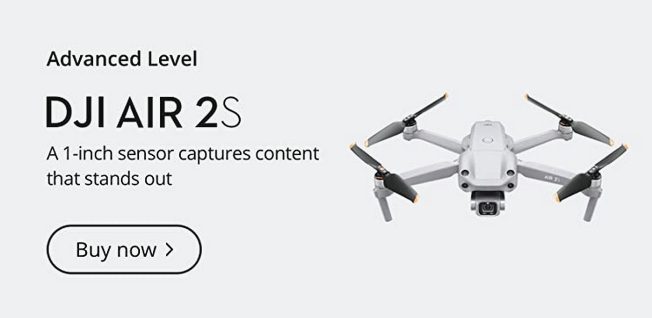 Advanced Level
DJI AIR 2S
A 1-inch sensor captures content
that stands out
Buy now